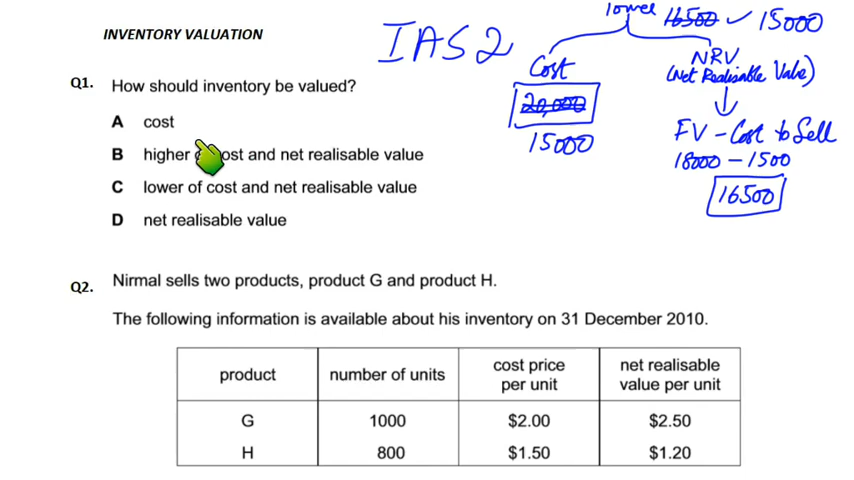 lower 16500 ✓ 15000
INVENTORY VALUATION
IAS 2
Cost
NRV
(Net Realisable Value)
20,000
15000
FV - Cost to Sell
18000 - 1500
16500
Q1. How should inventory be valued?
A cost
B higher cost and net realisable value
C lower of cost and net realisable value
D net realisable value
Q2. Nirmal sells two products, product G and product H.
The following information is available about his inventory on 31 December 2010.
product number of units cost price per unit net realisable value per unit
G 1000 $2.00 $2.50
H 800 $1.50 $1.20